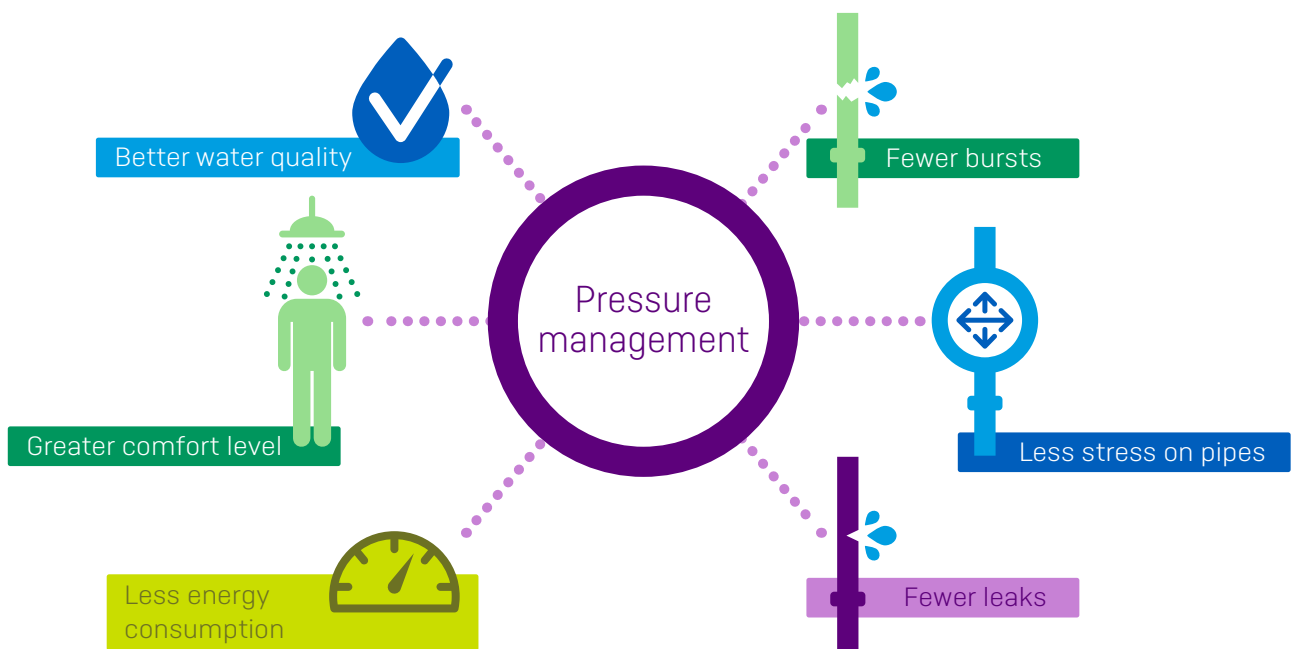 Better water quality
Fewer bursts
Pressure
management
Greater comfort level
Less stress on pipes
Less energy
consumption
Fewer leaks